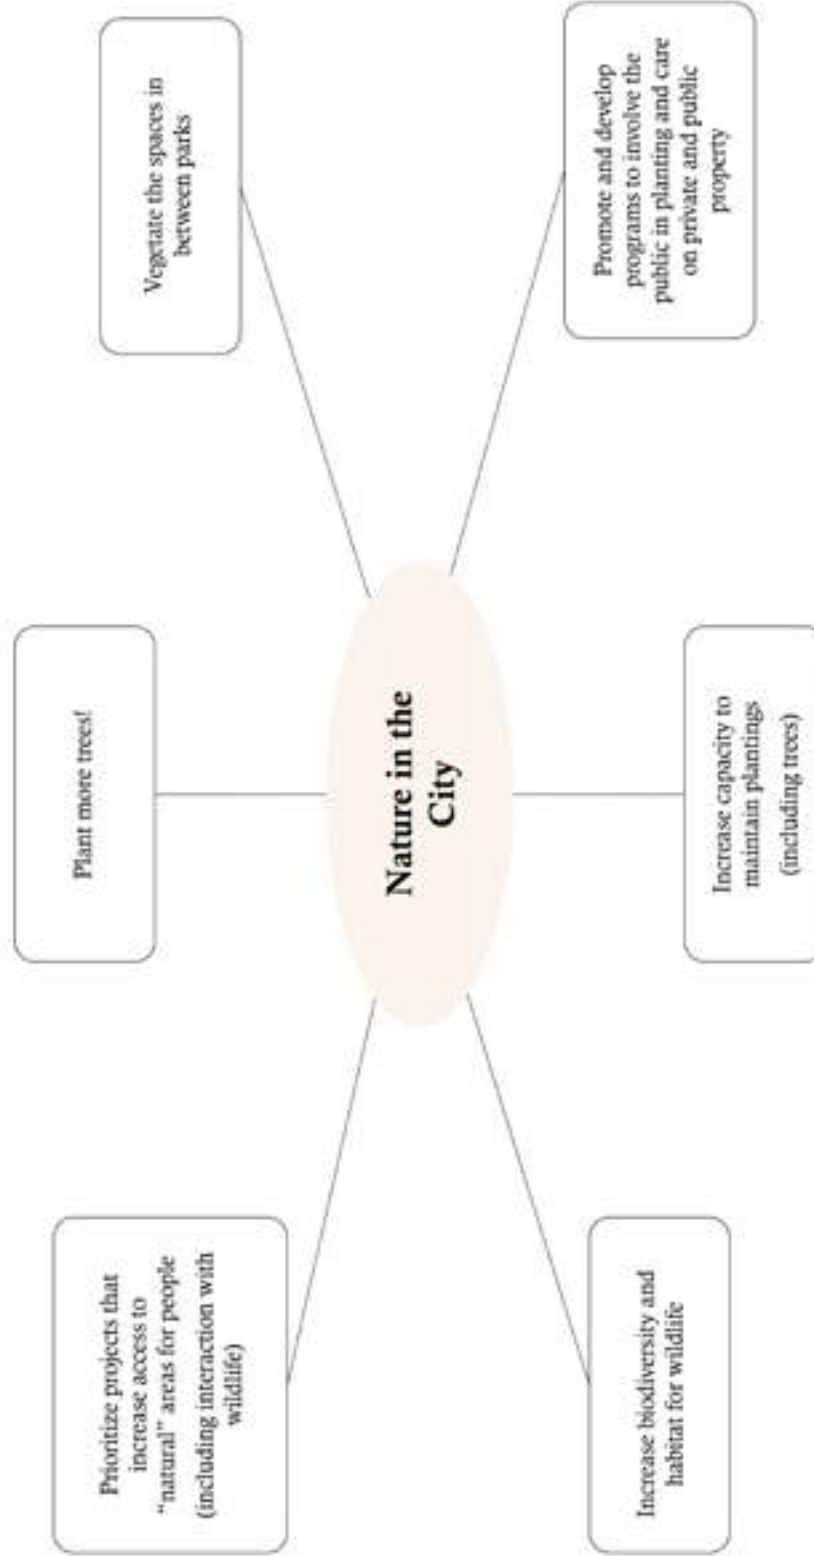 Prioritize projects that
increase access to
“natural” areas for people
(including interaction with
wildlife)
Plant more trees!
Vegetate the spaces in
between parks
Nature in the
City
Increase biodiversity and
habitat for wildlife
Increase capacity to
maintain plantings
(including trees)
Promote and develop
programs to involve the
public in planting and care
on private and public
property